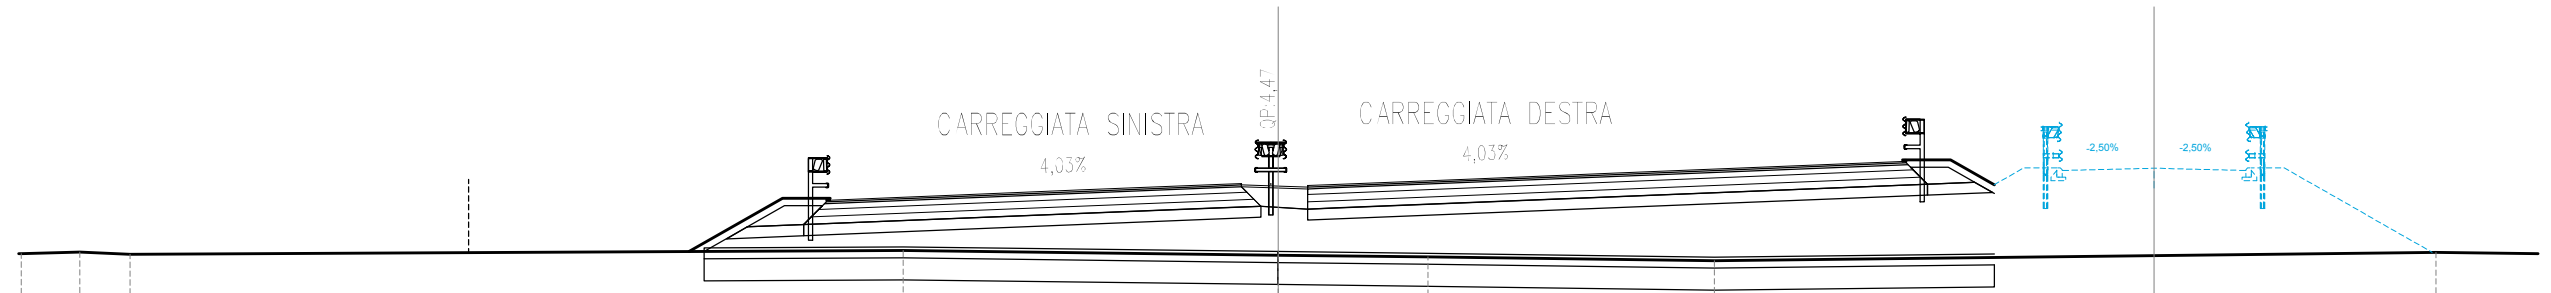 CARREGGIATA SINISTRA
4,03%
QP:4,47
CARREGGIATA DESTRA
4,03%
-2,50%
-2,50%